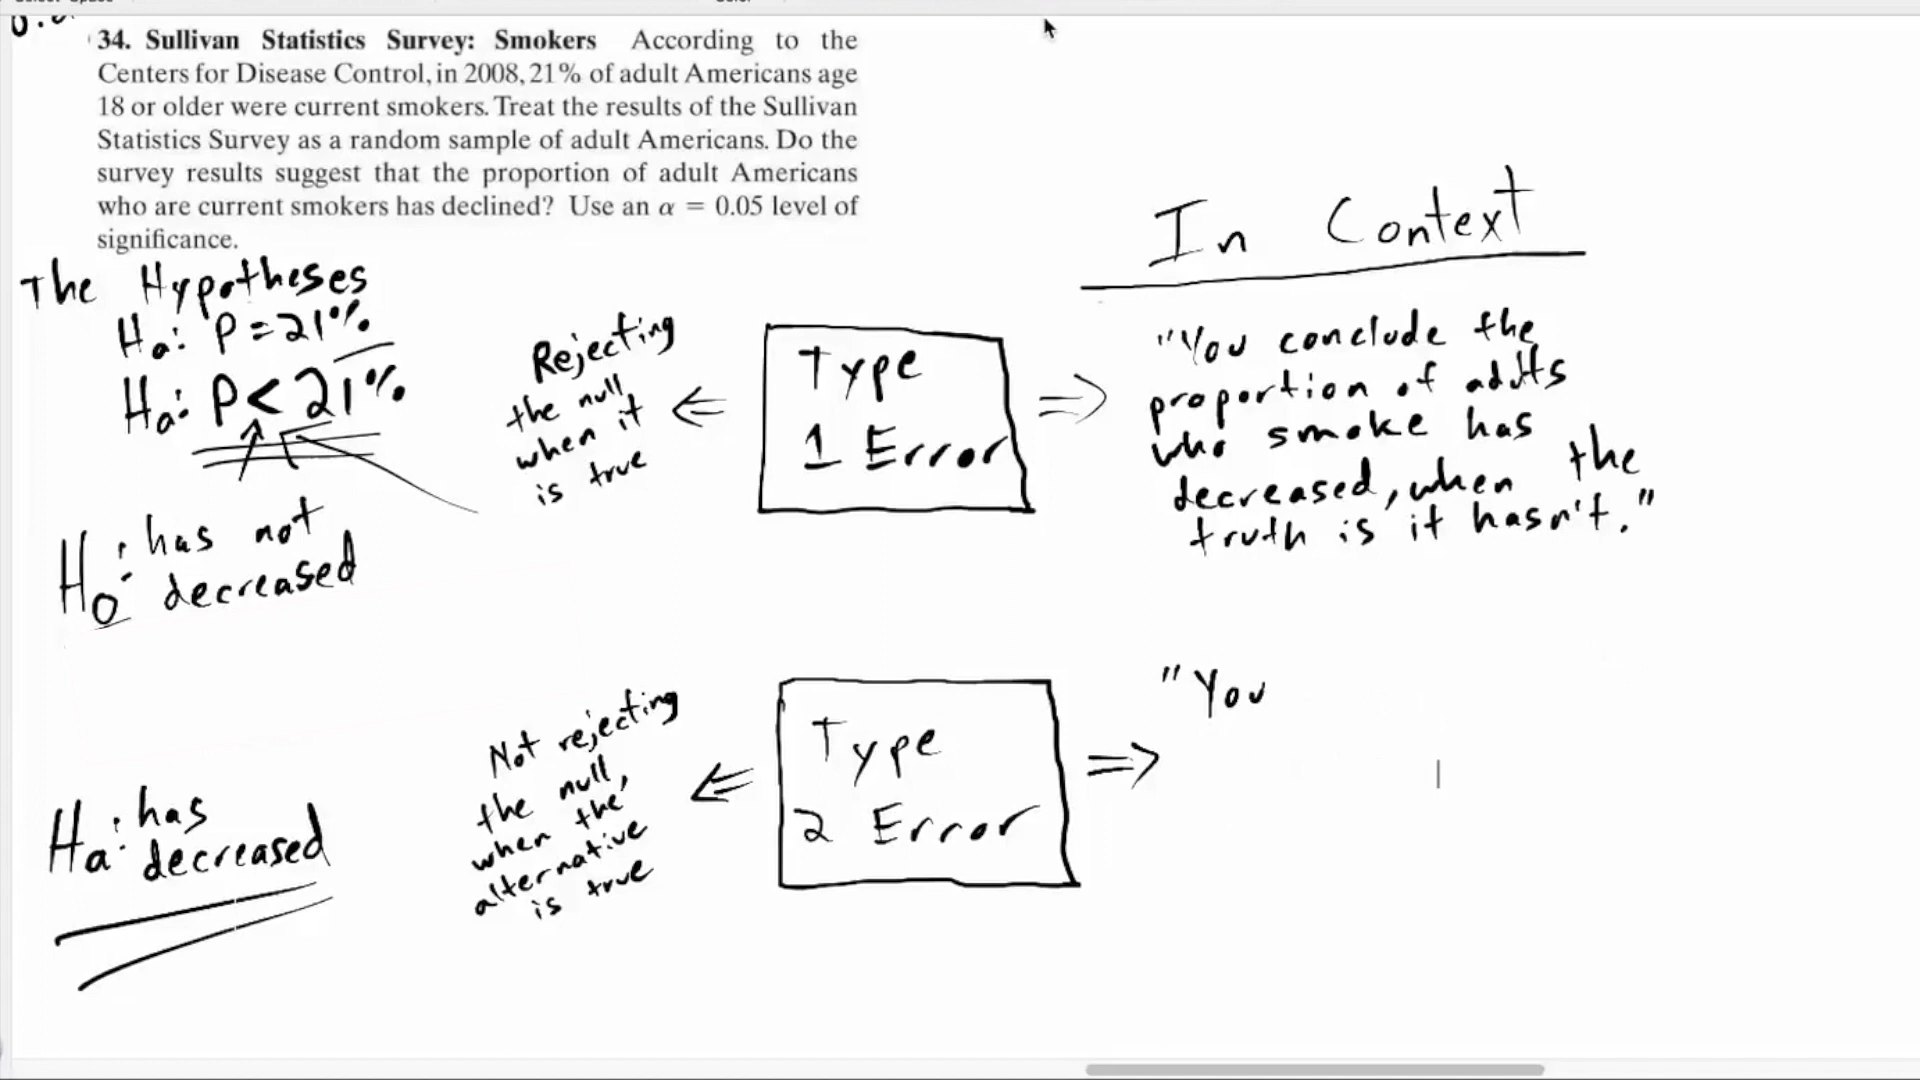 34. Sullivan Statistics Survey: Smokers According to the
Centers for Disease Control, in 2008, 21% of adult Americans age
18 or older were current smokers. Treat the results of the Sullivan
Statistics Survey as a random sample of adult Americans. Do the
survey results suggest that the proportion of adult Americans
who are current smokers has declined? Use an α = 0.05 level of
significance.
The Hypotheses
Ho: P=21%
Ha: P< 21%
Ho: has not
decreased
Ha: has
decreased
Rejecting
the null
when it
is true
Type
1 Error
In Context
"You conclude the
proportion of adults
who smoke has
decreased, when the
truth is it hasn't."
Not rejecting
the null,
when the
alternative
is true
Type
2 Error
"You